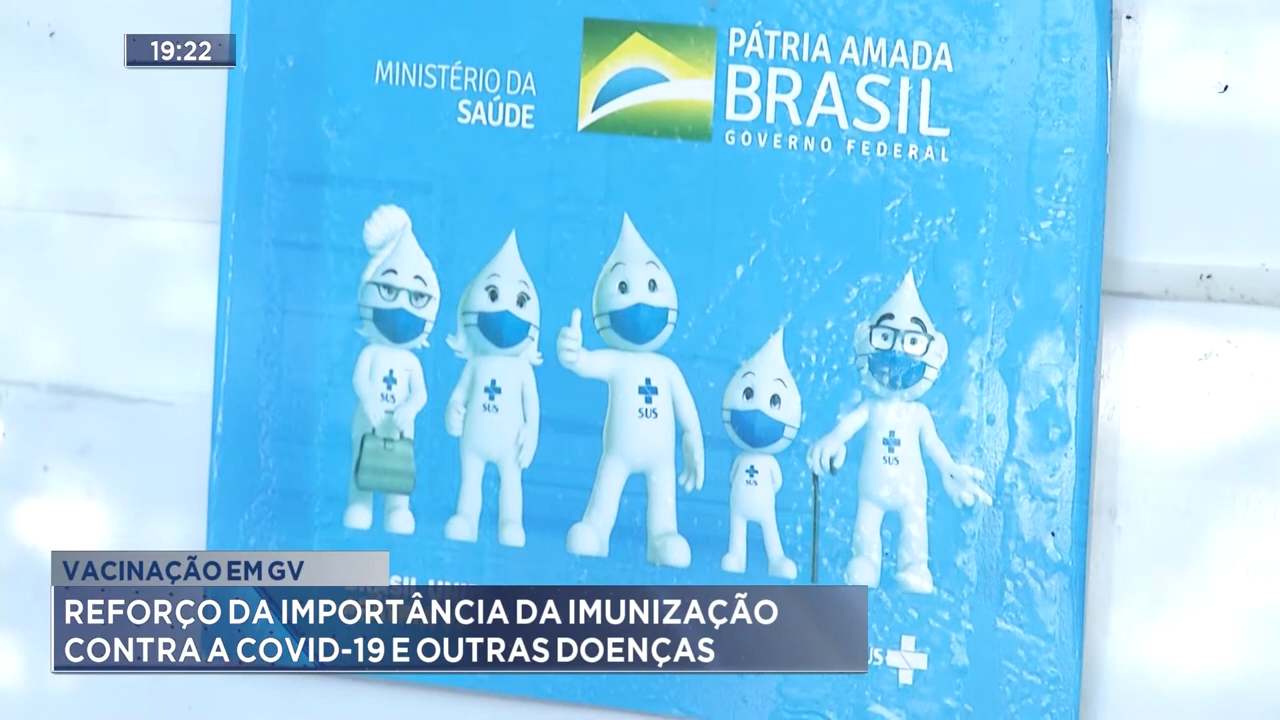 19:22
MINISTÉRIO DA
SAÚDE
PÁTRIA AMADA
BRASIL
GOVERNO FEDERAL
SUS
SUS
SUS
SUS
SUS
VACINAÇÃO EM GV
REFORÇO DA IMPORTÂNCIA DA IMUNIZAÇÃO
CONTRA A COVID-19 E OUTRAS DOENÇAS